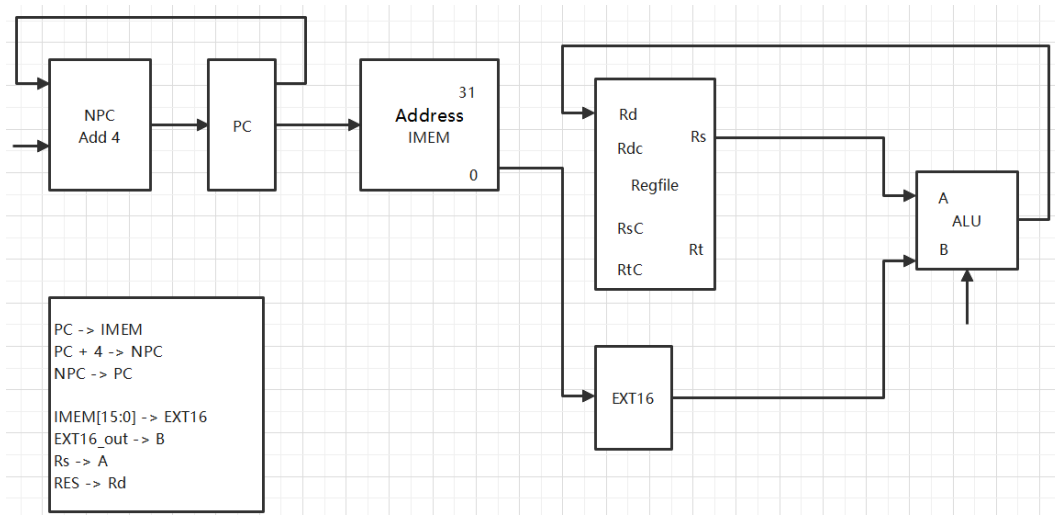 NPC
Add 4
PC
31
Address
IMEM
0
Rd
Rs
Rdc
Regfile
RsC
Rt
RtC
A
ALU
B
EXT16
PC -> IMEM
PC + 4 -> NPC
NPC -> PC
IMEM[15:0] -> EXT16
EXT16_out -> B
Rs -> A
RES -> Rd